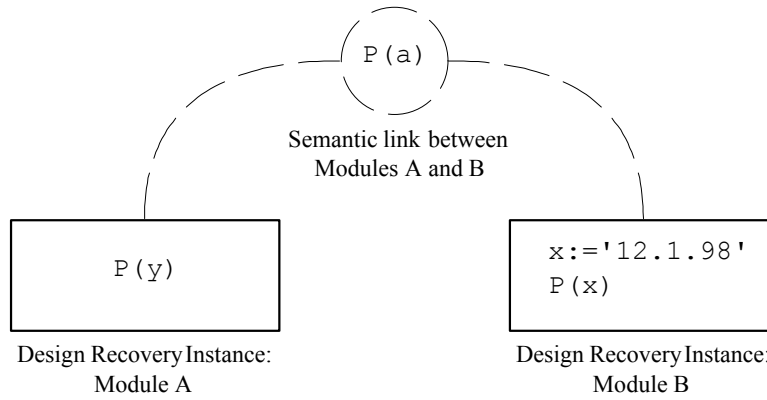 P(a)
Semantic link between
Modules A and B
P(y)
x:='12.1.98'
P(x)
Design Recovery Instance:
Module A
Design Recovery Instance:
Module B